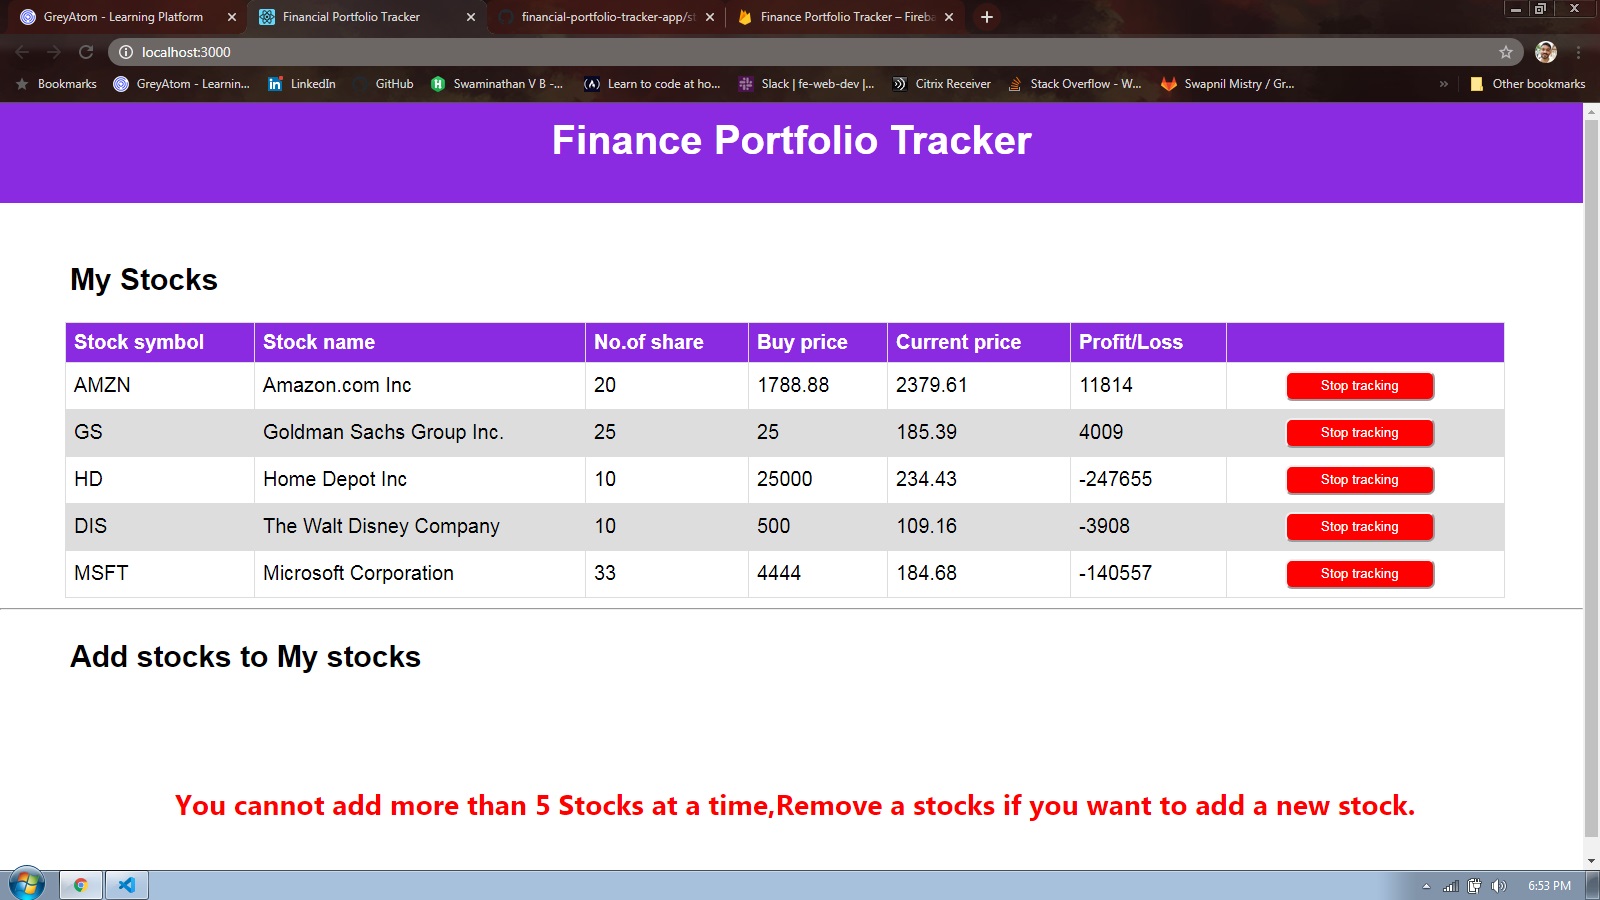 GreyAtom - Learning Platform
Financial Portfolio Tracker
financial-portfolio-tracker-app/st
Finance Portfolio Tracker – Fireba
localhost:3000
Bookmarks
GreyAtom - Learnin...
LinkedIn
GitHub
Swaminathan V B -...
Learn to code at ho...
Slack | fe-web-dev |...
Citrix Receiver
Stack Overflow - W...
Swapnil Mistry / Gr...
»
Other bookmarks
Finance Portfolio Tracker
My Stocks
Stock symbol Stock name No.of share Buy price Current price Profit/Loss
AMZN Amazon.com Inc 20 1788.88 2379.61 11814 Stop tracking
GS Goldman Sachs Group Inc. 25 25 185.39 4009 Stop tracking
HD Home Depot Inc 10 25000 234.43 -247655 Stop tracking
DIS The Walt Disney Company 10 500 109.16 -3908 Stop tracking
MSFT Microsoft Corporation 33 4444 184.68 -140557 Stop tracking
Add stocks to My stocks
You cannot add more than 5 Stocks at a time,Remove a stocks if you want to add a new stock.
6:53 PM